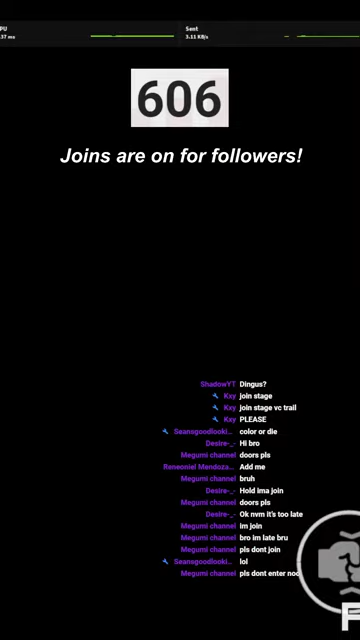 PU
.37 ms
Sent
3.11 KB/s
606
Joins are on for followers!
ShadowYT Dingus?
Kxy join stage
Kxy join stage vc trail
Kxy PLEASE
Seansgoodlooki... color or die
Desire-_- Hi bro
Megumi channel doors pls
Reneoniel Mendoza... Add me
Megumi channel bruh
Desire-_- Hold ima join
Megumi channel doors pls
Desire-_- Ok nvm it's too late
Megumi channel im join
Megumi channel bro im late bru
Megumi channel pls dont join
Seansgoodlooki... lol
Megumi channel pls dont enter noo